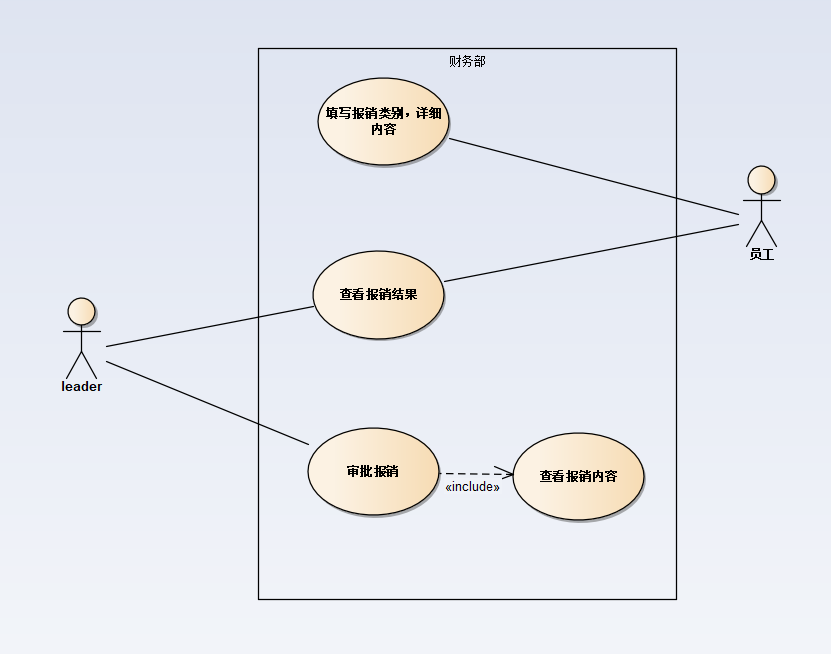 财务部
填写报销类别，详细
内容
员工
查看报销结果
leader
审批报销
«include»
查看报销内容